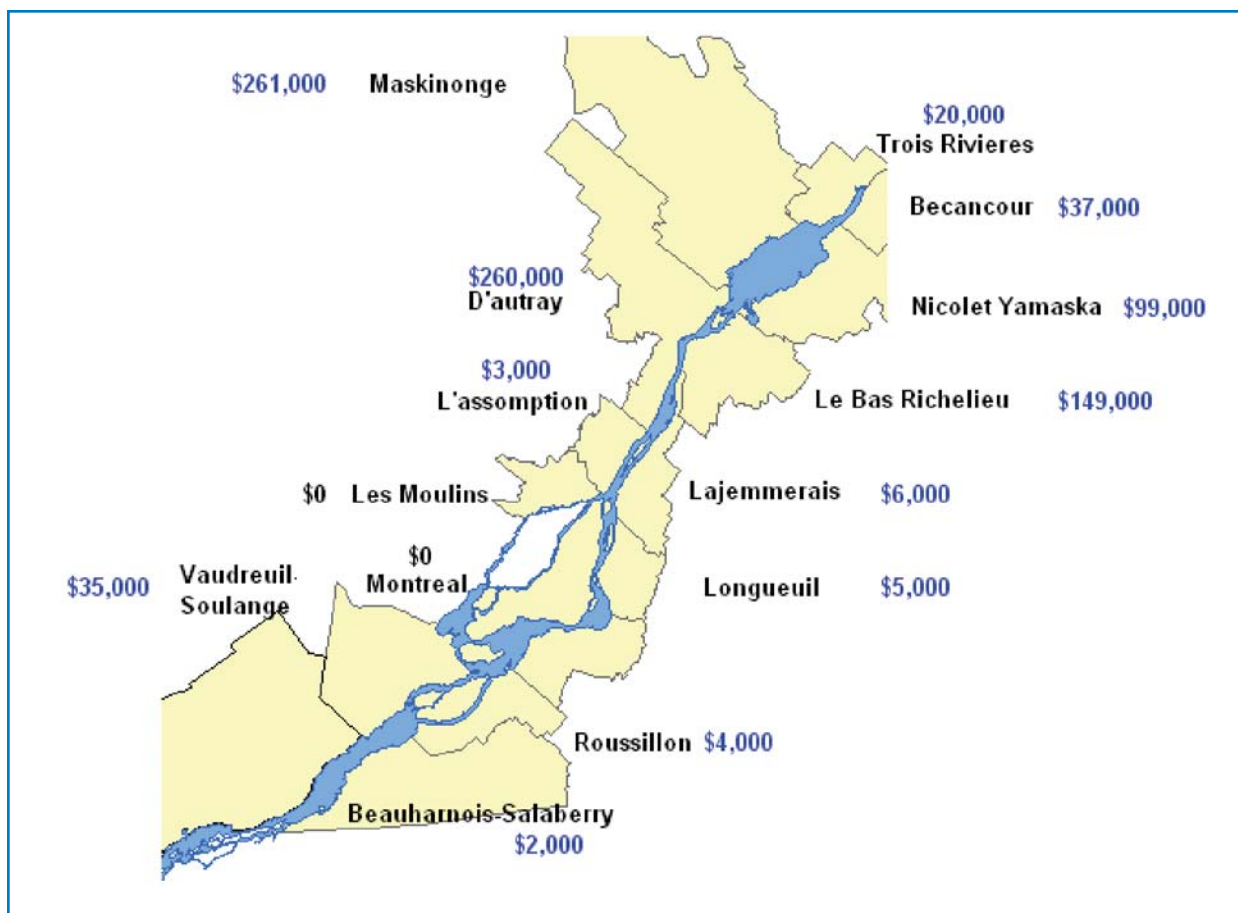 $261,000 Maskinonge
$20,000
Trois Rivieres
Becancour $37,000
$260,000
D'autray
Nicolet Yamaska $99,000
$3,000
L'assomption
Le Bas Richelieu $149,000
$0 Les Moulins
Lajemmerais $6,000
$0
Montreal
$35,000 Vaudreuil-
Soulange
Longueuil $5,000
Roussillon $4,000
Beauharnois-Salaberry
$2,000